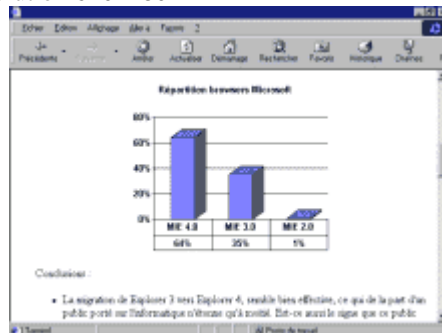 Fichier Edition Affichage Aller à Favoris ?
Précédente Arrêter Actualiser Démarrage Rechercher Favoris Historique Chaînes
Répartition browsers Microsoft
80%
60%
40%
20%
0%
MIE 4.0 MIE 3.0 MIE 2.0
64% 35% 1%
Conclusions :
La migration de Explorer 3 vers Explorer 4, semble bien effective, ce qui de la part d'un
public porté sur l'informatique n'étonne qu'à moitié. Est-ce aussi le signe que ce public
Poste de travail